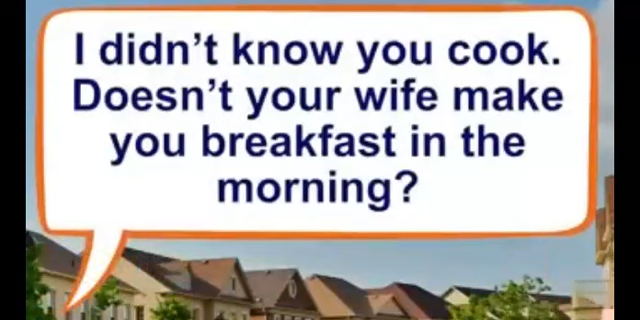 I didn't know you cook.
Doesn't your wife make
you breakfast in the
morning?